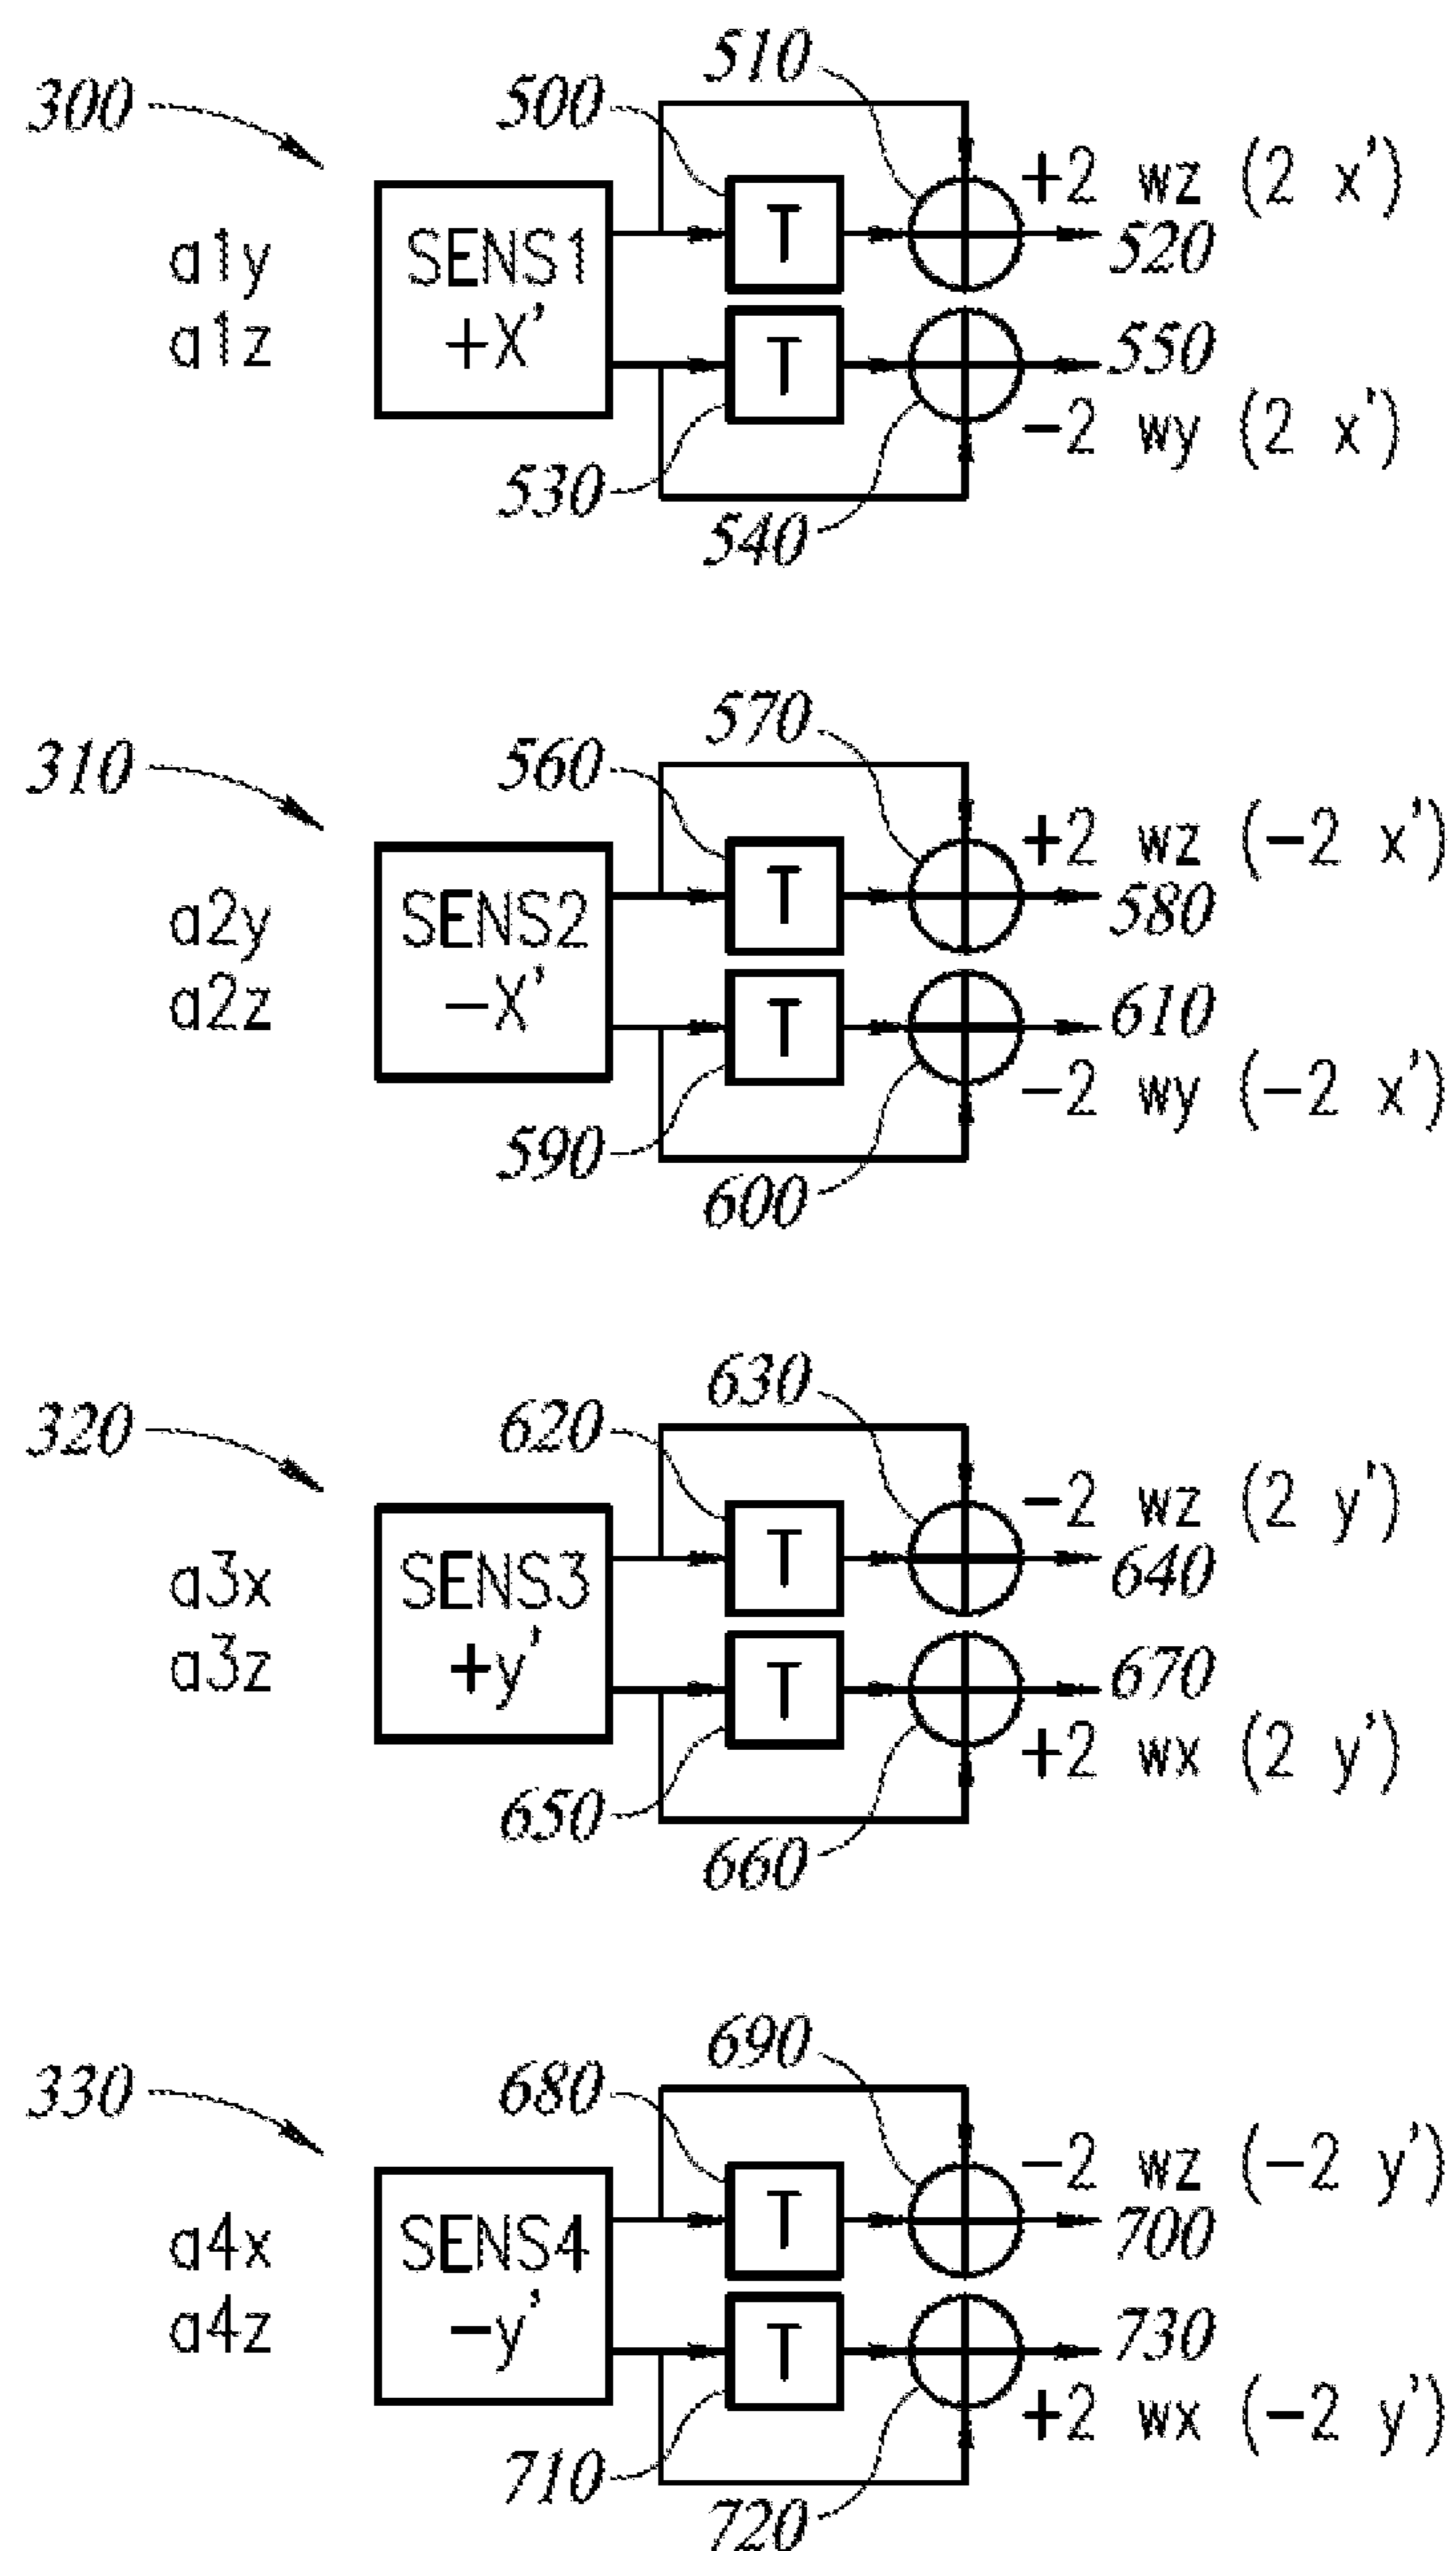 510
300
500
+2 wz (2 x')
T
a1y
SENS1
520
a1z
+X'
T
550
-2 wy (2 x')
530
540
570
310
560
+2 wz (-2 x')
T
a2y
SENS2
580
a2z
-X'
T
610
-2 wy (-2 x')
590
600
630
320
620
-2 wz (2 y')
T
a3x
SENS3
640
a3z
+y'
T
670
+2 wx (2 y')
650
660
690
330
680
-2 wz (-2 y')
T
a4x
SENS4
700
a4z
-y'
T
730
+2 wx (-2 y')
710
720